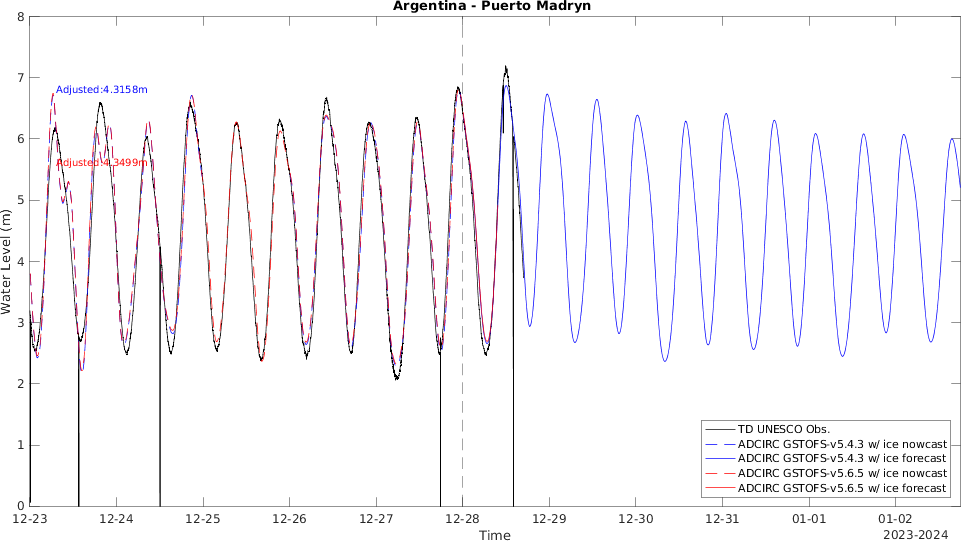 Argentina - Puerto Madryn
8
7
6
5
4
3
2
1
0
Water Level (m)
Adjusted:4.3158m
Adjusted:4.3499m
TD UNESCO Obs.
ADCIRC GSTOFS-v5.4.3 w/ ice nowcast
ADCIRC GSTOFS-v5.4.3 w/ ice forecast
ADCIRC GSTOFS-v5.6.5 w/ ice nowcast
ADCIRC GSTOFS-v5.6.5 w/ ice forecast
12-23 12-24 12-25 12-26 12-27 12-28 12-29 12-30 12-31 01-01 01-02
Time
2023-2024